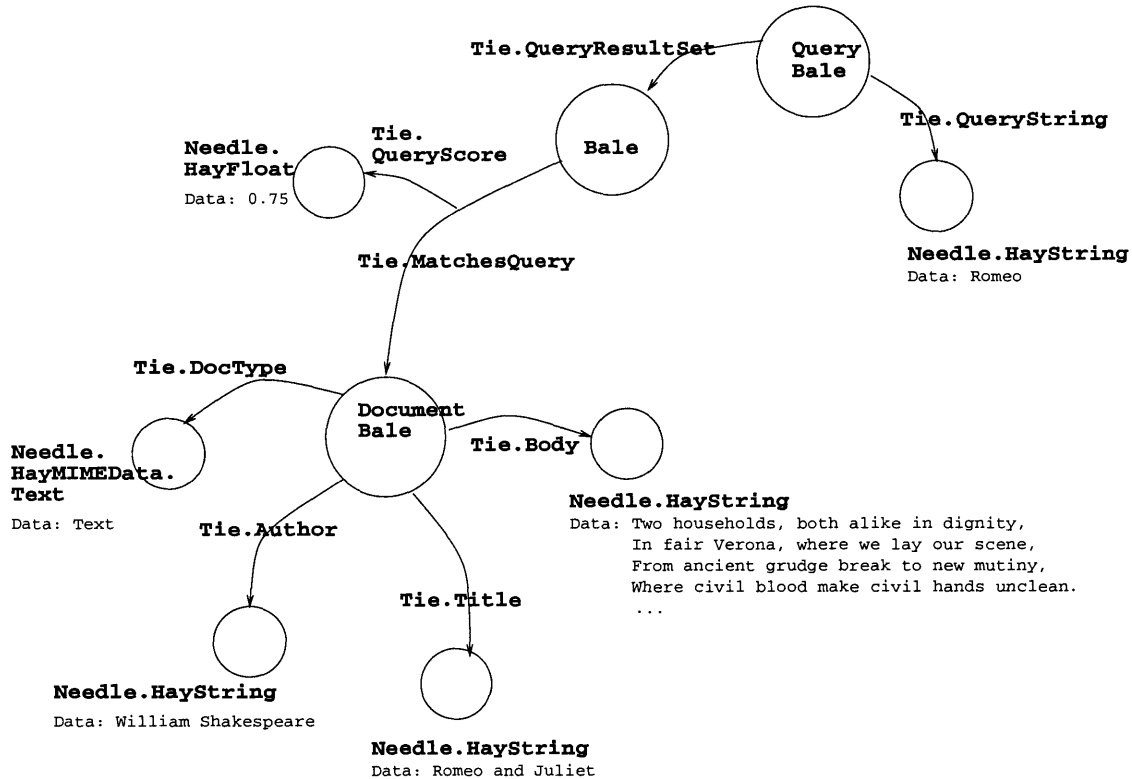 Tie.QueryResultSet
Query
Bale
Tie.QueryString
Bale
Tie.
QueryScore
Needle.
HayFloat
Data: 0.75
Tie.MatchesQuery
Needle.HayString
Data: Romeo
Tie.DocType
Document
Bale
Tie.Body
Needle.
HayMIMEData.
Text
Data: Text
Needle.HayString
Data: Two households, both alike in dignity,
In fair Verona, where we lay our scene,
From ancient grudge break to new mutiny,
Where civil blood make civil hands unclean.
...
Tie.Author
Tie.Title
Needle.HayString
Data: William Shakespeare
Needle.HayString
Data: Romeo and Juliet